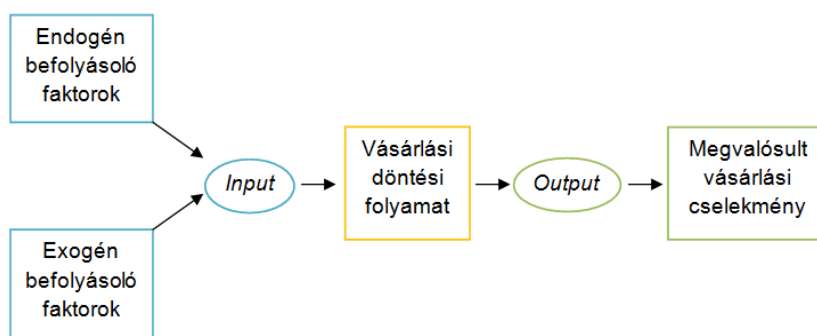 Endogén
befolyásoló
faktorok
Exogén
befolyásoló
faktorok
Input
Vásárlási
döntési
folyamat
Output
Megvalósult
vásárlási
cselekmény